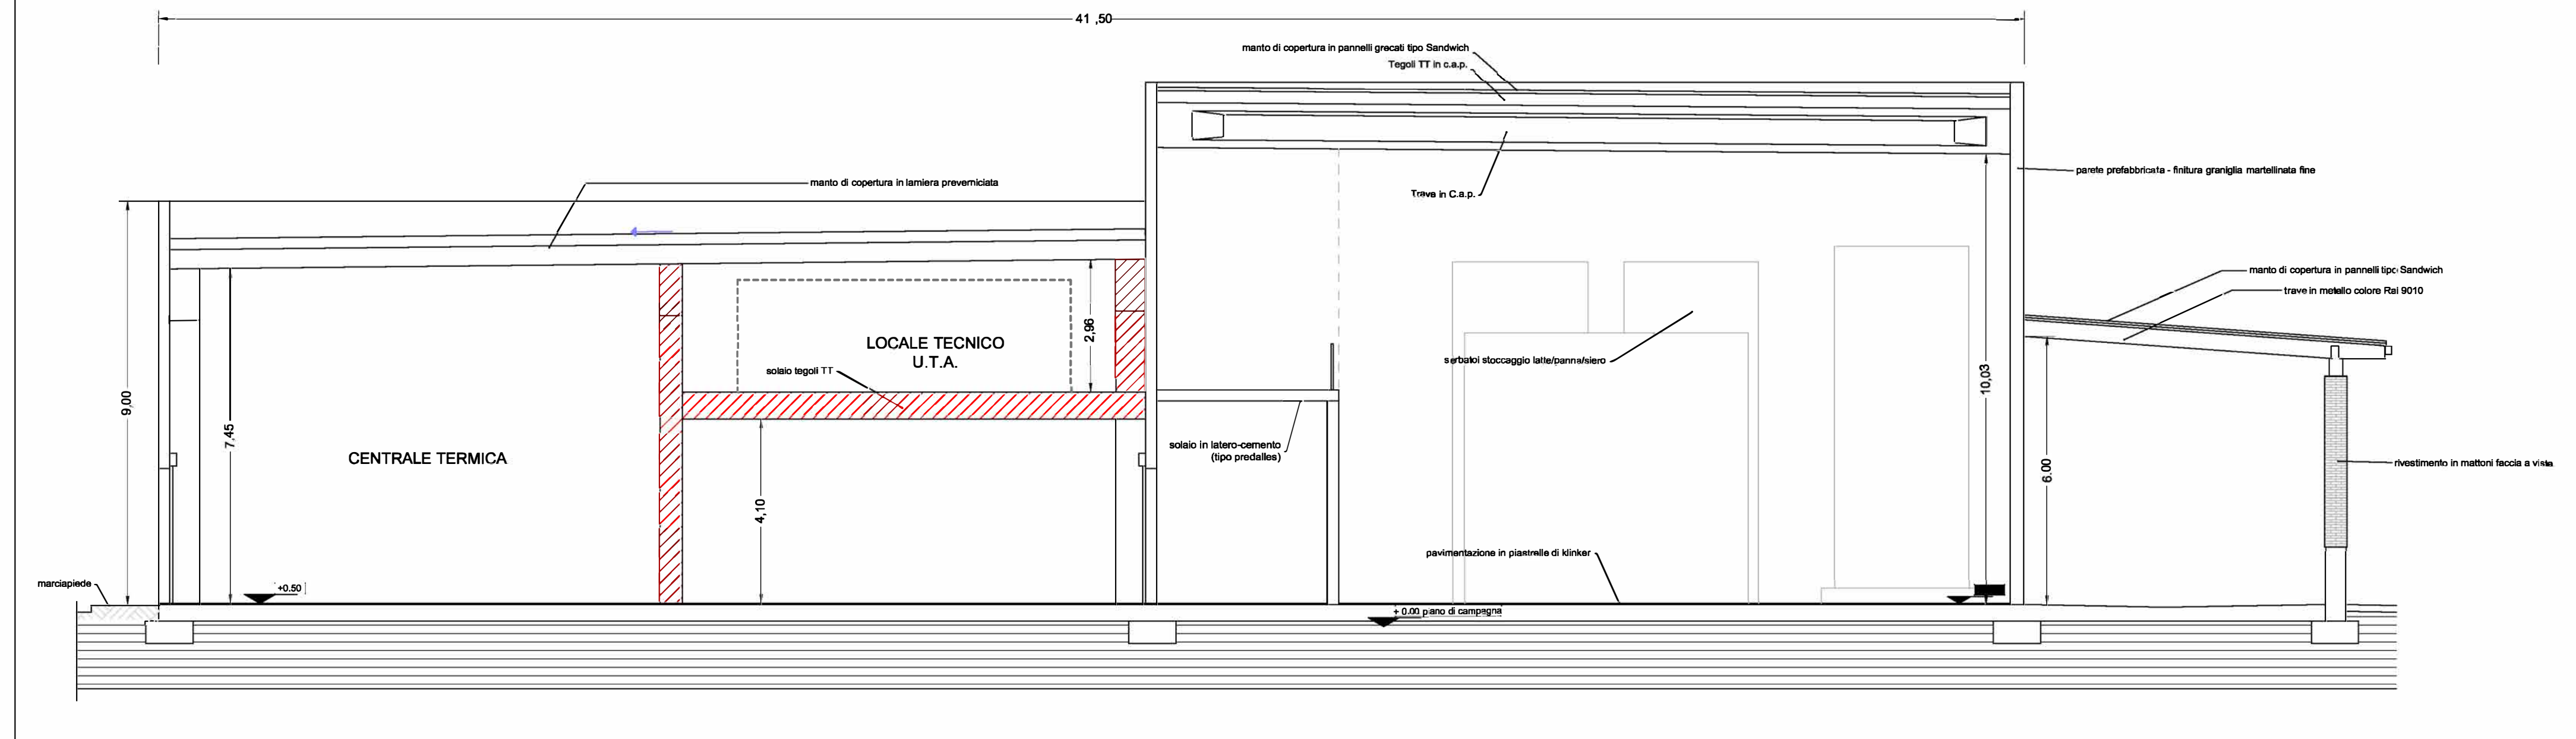 41 ,50
manto di copertura in pannelli grecati tipo Sandwich
Tegoli TT in c.a.p.
Trave in C.a.p.
parete prefabbricata - finitura graniglia martellinata fine
manto di copertura in lamiera preverniciata
manto di copertura in pannelli tipo Sandwich
trave in metallo colore Ral 9010
LOCALE TECNICO
U.T.A.
2,96
solaio tegoli TT
serbatoi stoccaggio latte/panna/siero
10,03
9,00
7,45
CENTRALE TERMICA
solaio in latero-cemento
(tipo predalles)
6.00
rivestimento in mattoni faccia a vista
4,10
pavimentazione in piastrelle di klinker
marciapiede
+0.50
+ 0.00 piano di campagna